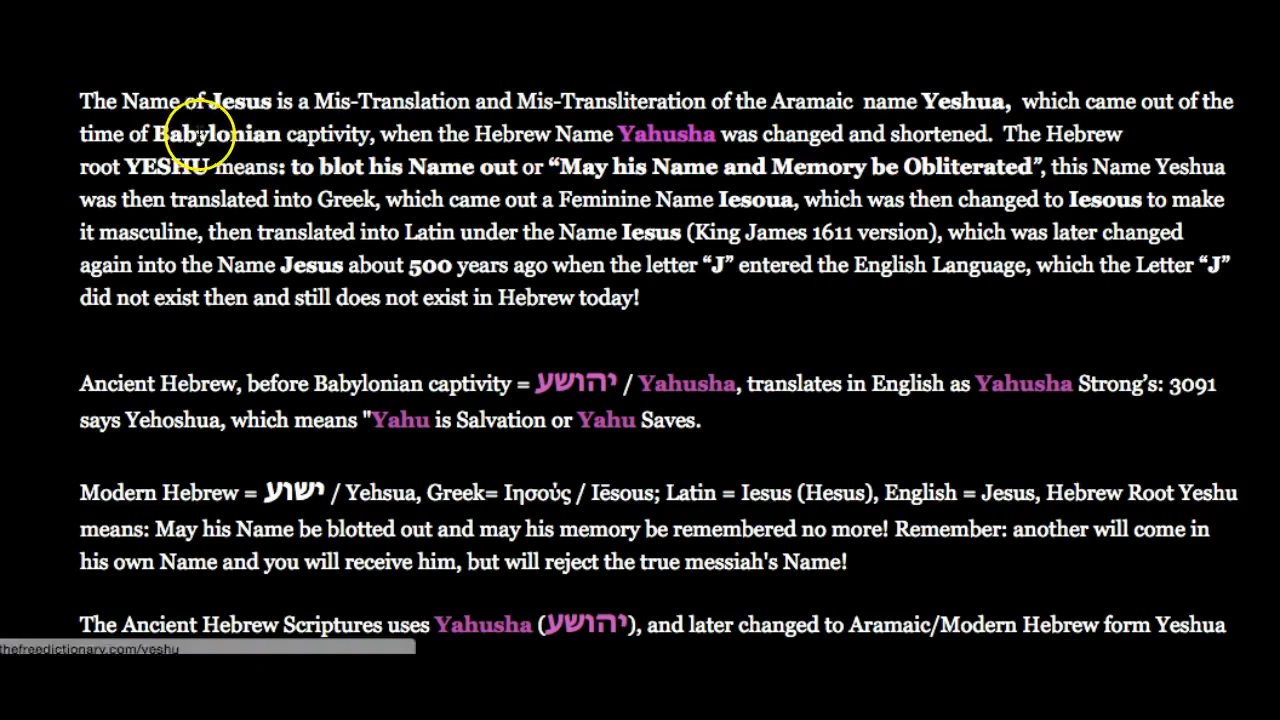 The Name of Jesus is a Mis-Translation and Mis-Transliteration of the Aramaic name Yeshua, which came out of the
time of Babylonian captivity, when the Hebrew Name Yahusha was changed and shortened. The Hebrew
root YESHU means: to blot his Name out or “May his Name and Memory be Obliterated”, this Name Yeshua
was then translated into Greek, which came out a Feminine Name Iesoua, which was then changed to Iesous to make
it masculine, then translated into Latin under the Name Iesus (King James 1611 version), which was later changed
again into the Name Jesus about 500 years ago when the letter “J” entered the English Language, which the Letter “J”
did not exist then and still does not exist in Hebrew today!
Ancient Hebrew, before Babylonian captivity = יהושע / Yahusha, translates in English as Yahusha Strong’s: 3091
says Yehoshua, which means "Yahu is Salvation or Yahu Saves.
Modern Hebrew = ישוע / Yehsua, Greek= Ιησούς / Iēsous; Latin = Iesus (Hesus), English = Jesus, Hebrew Root Yeshu
means: May his Name be blotted out and may his memory be remembered no more! Remember: another will come in
his own Name and you will receive him, but will reject the true messiah's Name!
The Ancient Hebrew Scriptures uses Yahusha (יהושע), and later changed to Aramaic/Modern Hebrew form Yeshua
thefreedictionary.com/yeshu